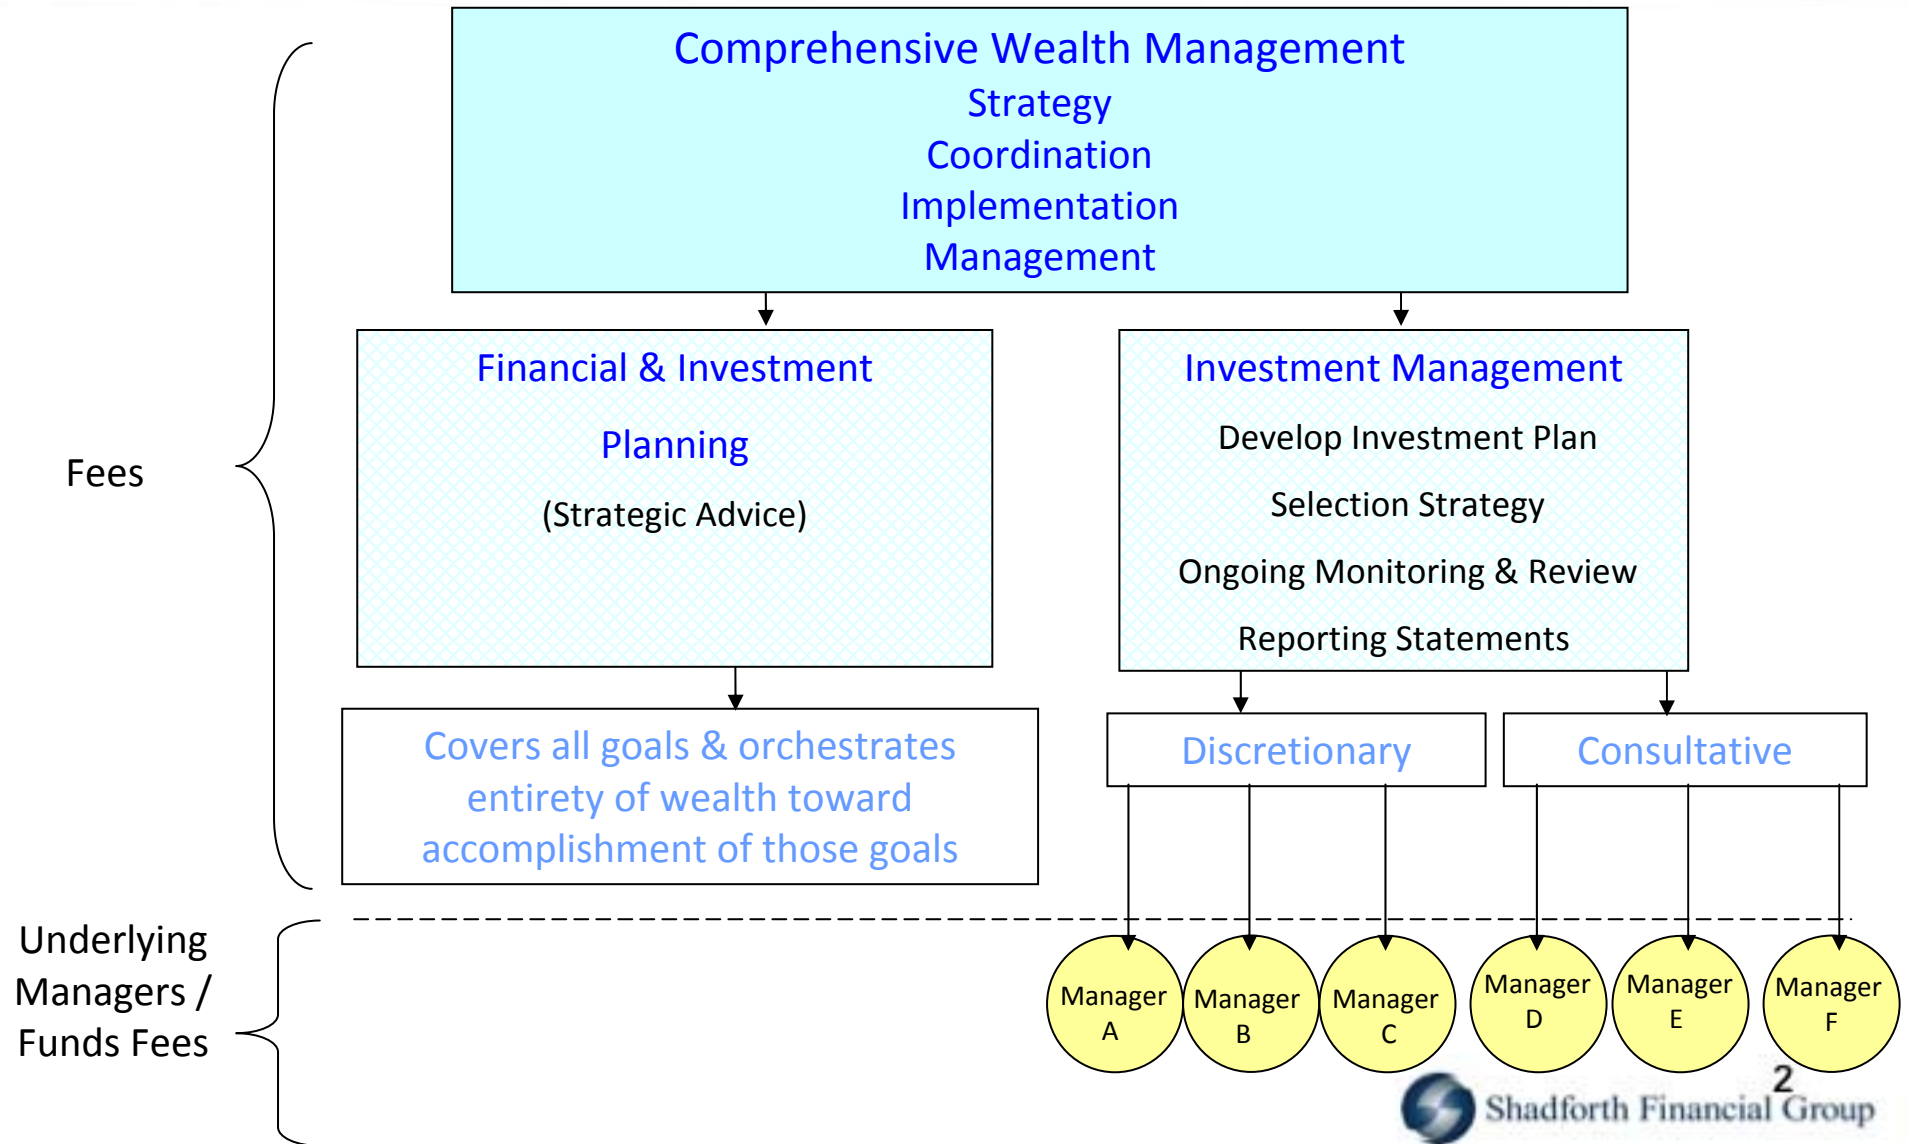 Comprehensive Wealth Management
Strategy
Coordination
Implementation
Management
Fees
Financial & Investment
Planning
(Strategic Advice)
Investment Management
Develop Investment Plan
Selection Strategy
Ongoing Monitoring & Review
Reporting Statements
Covers all goals & orchestrates
entirety of wealth toward
accomplishment of those goals
Discretionary
Consultative
Underlying
Managers /
Funds Fees
Manager
A
Manager
B
Manager
C
Manager
D
Manager
E
Manager
F
2
Shadforth Financial Group